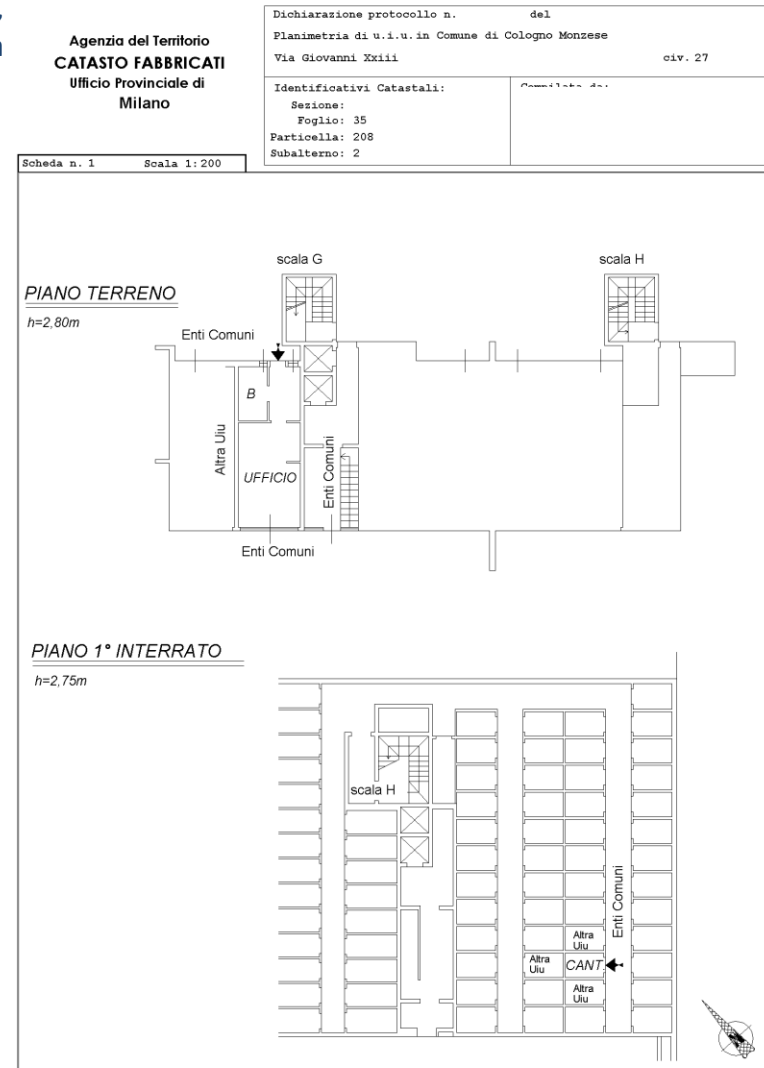 Agenzia del Territorio
CATASTO FABBRICATI
Ufficio Provinciale di
Milano
Dichiarazione protocollo n. del
Planimetria di u.i.u. in Comune di Cologno Monzese
Via Giovanni Xxiii civ. 27
Identificativi Catastali:
Sezione:
Foglio: 35
Particella: 208
Subalterno: 2
Compilata da:
Scheda n. 1 Scala 1:200
scala G
scala H
PIANO TERRENO
h=2,80m
Enti Comuni
B
Altra Uiu
UFFICIO
Enti Comuni
Enti Comuni
PIANO 1° INTERRATO
h=2,75m
scala H
Enti Comuni
Altra
Uiu
Altra
Uiu
CANT.
Altra
Uiu